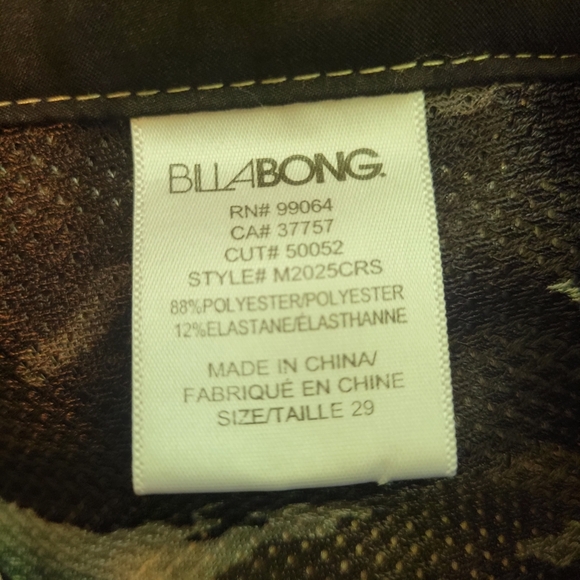 BILLABONG.
RN# 99064
CA# 37757
CUT# 50052
STYLE# M2025CRS
88%POLYESTER/POLYESTER
12%ELASTANE/ÉLASTHANNE
MADE IN CHINA/
FABRIQUÉ EN CHINE
SIZE/TAILLE 29